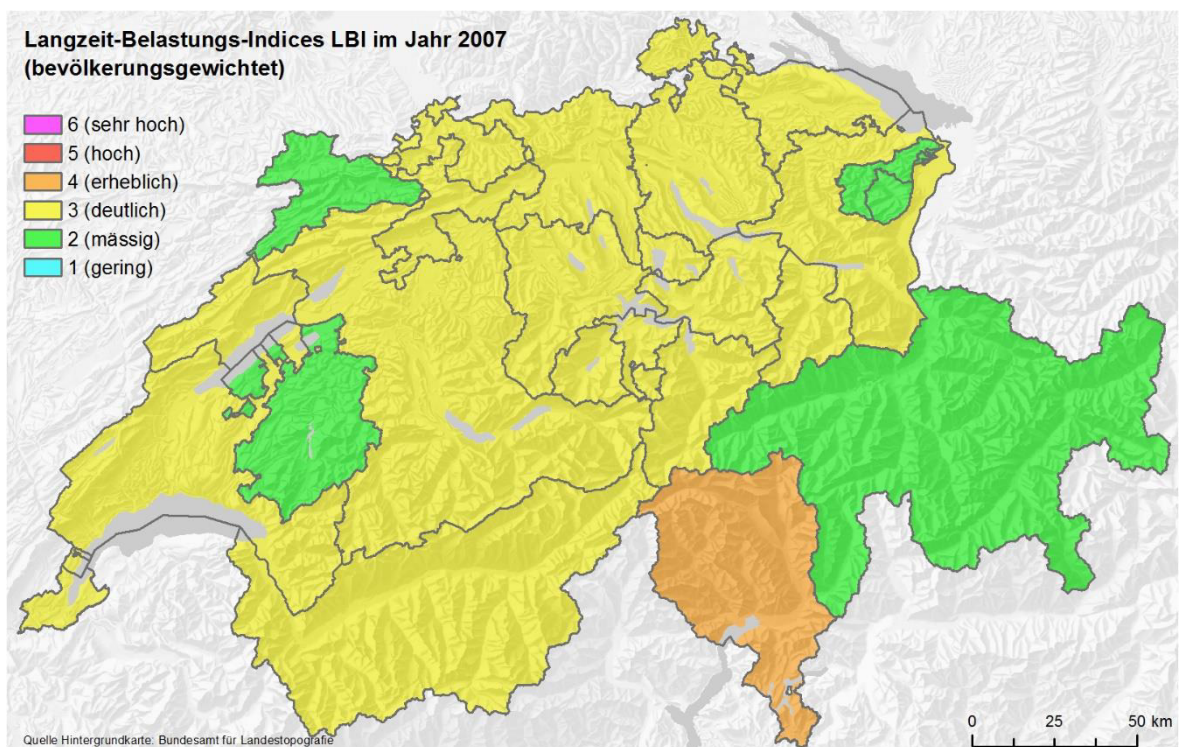 Langzeit-Belastungs-Indices LBI im Jahr 2007
(bevölkerungsgewichtet)
6 (sehr hoch)
5 (hoch)
4 (erheblich)
3 (deutlich)
2 (mässig)
1 (gering)
Quelle Hintergrundkarte: Bundesamt für Landestopografie
0 25 50 km